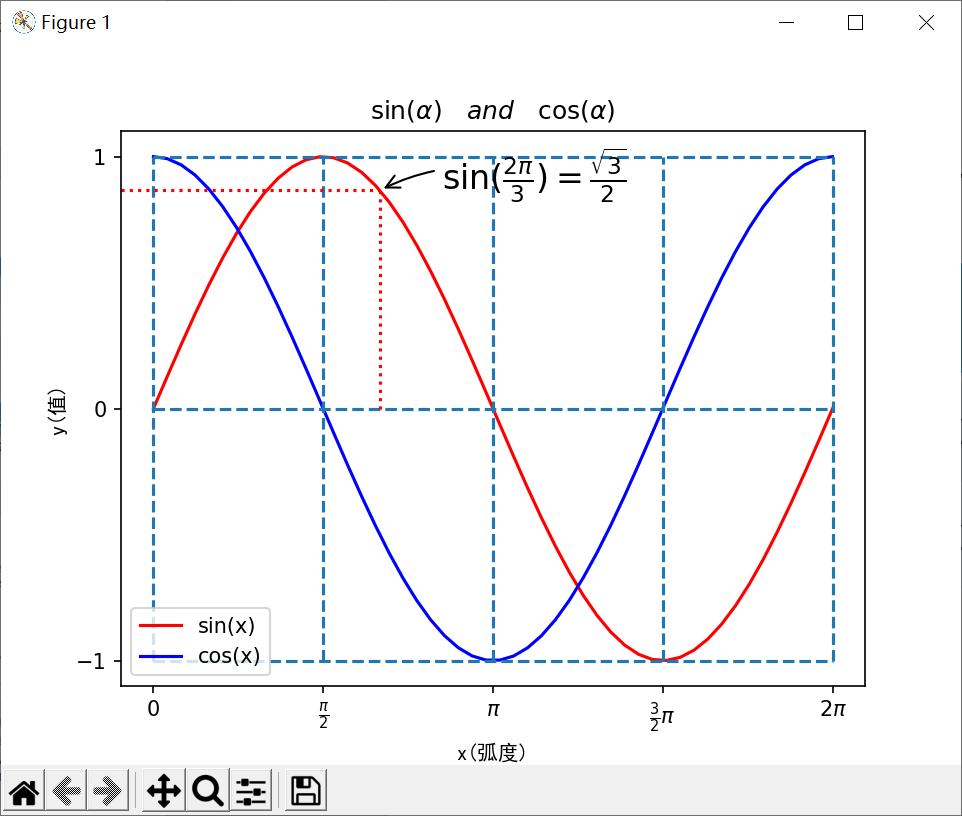 Figure 1
sin(α) and cos(α)
sin(2π/3) = √3/2
1
0
−1
y(值)
sin(x)
cos(x)
0 π/2 π 3/2π 2π
x(弧度)